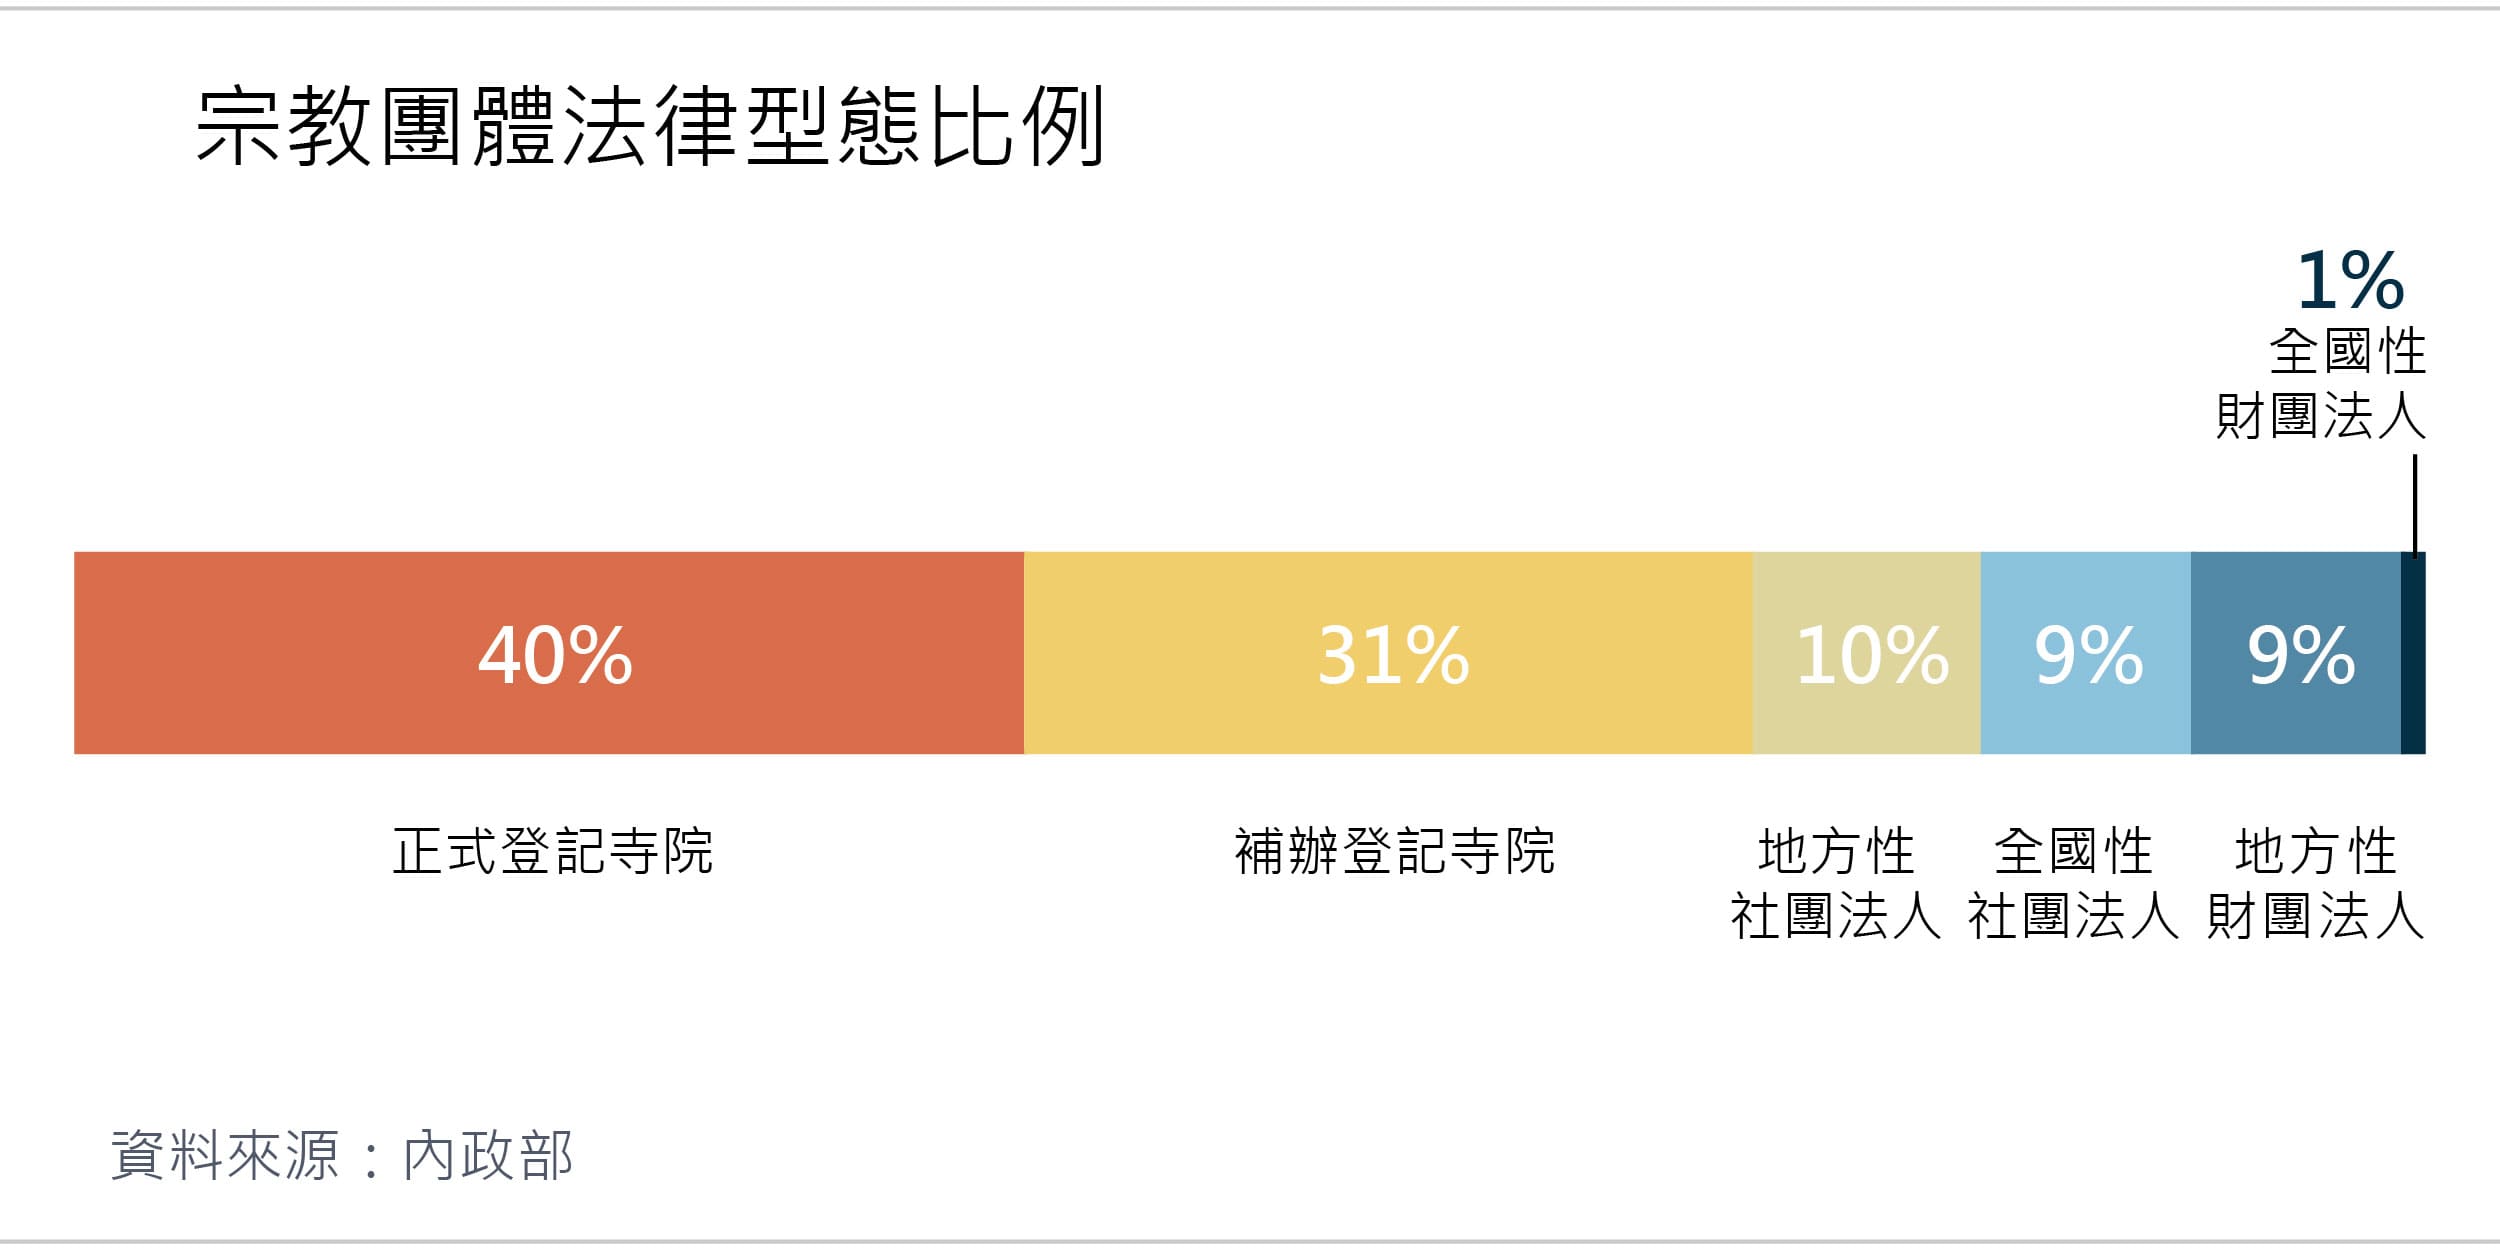 宗教團體法律型態比例
1%
全國性
財團法人
40%
31%
10%
9%
9%
正式登記寺院
補辦登記寺院
地方性
社團法人
全國性
社團法人
地方性
財團法人
資料來源：內政部